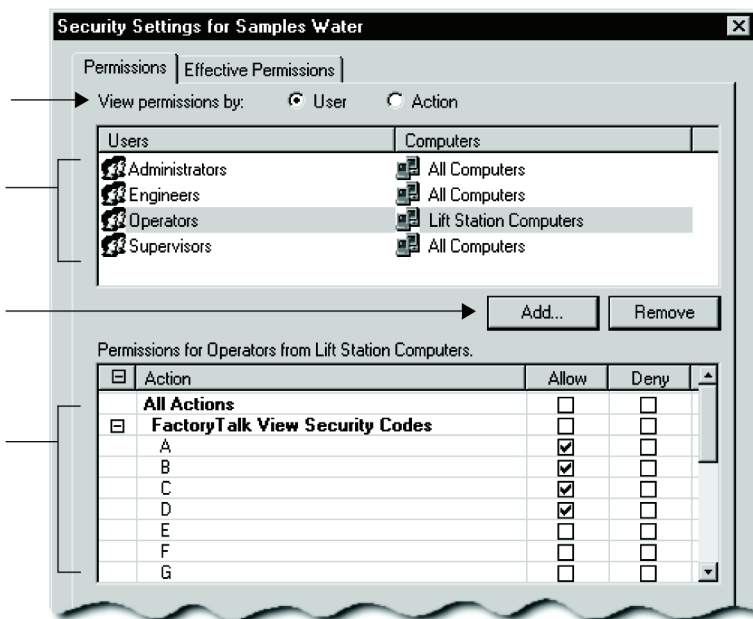 Security Settings for Samples Water
Permissions Effective Permissions
View permissions by: User Action
Users Computers
Administrators All Computers
Engineers All Computers
Operators Lift Station Computers
Supervisors All Computers
Add... Remove
Permissions for Operators from Lift Station Computers.
Action Allow Deny
All Actions
FactoryTalk View Security Codes
A
B
C
D
E
F
G